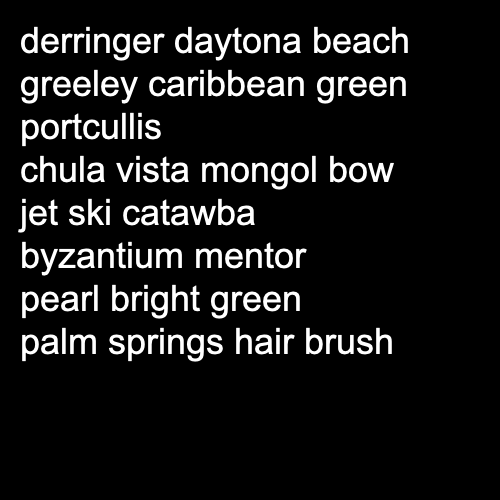 derringer daytona beach
greeley caribbean green
portcullis
chula vista mongol bow
jet ski catawba
byzantium mentor
pearl bright green
palm springs hair brush